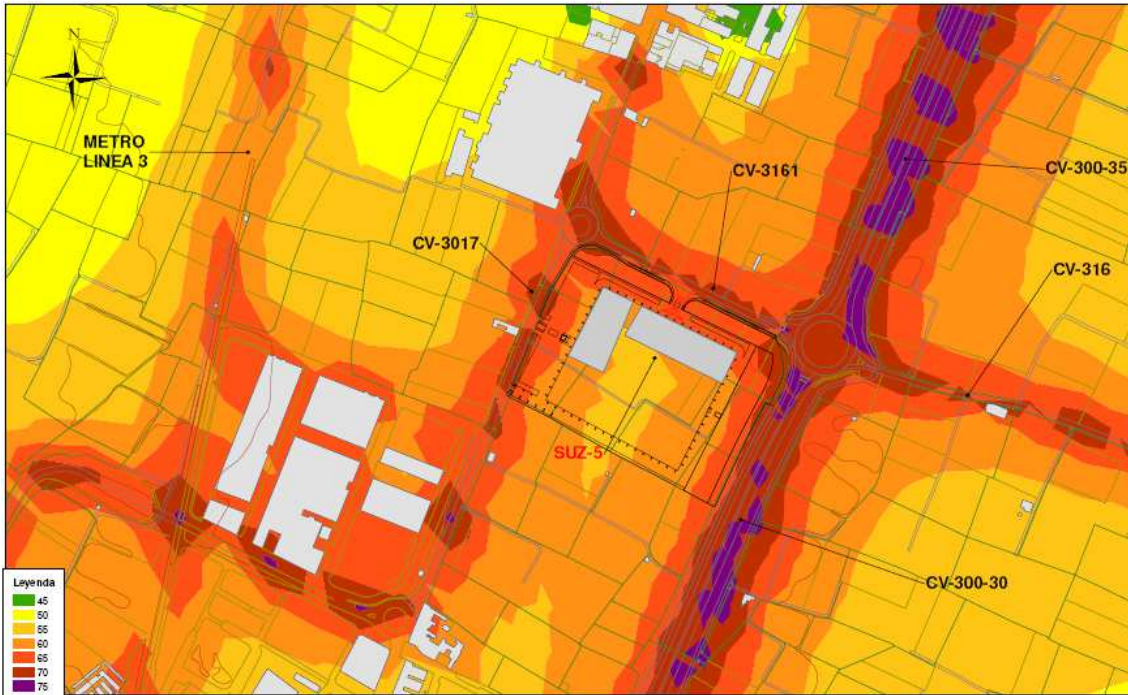 N
METRO
LINEA 3
CV-3161
CV-300-35
CV-3017
CV-316
SUZ-5
CV-300-30
Leyenda
45
50
55
60
65
70
75